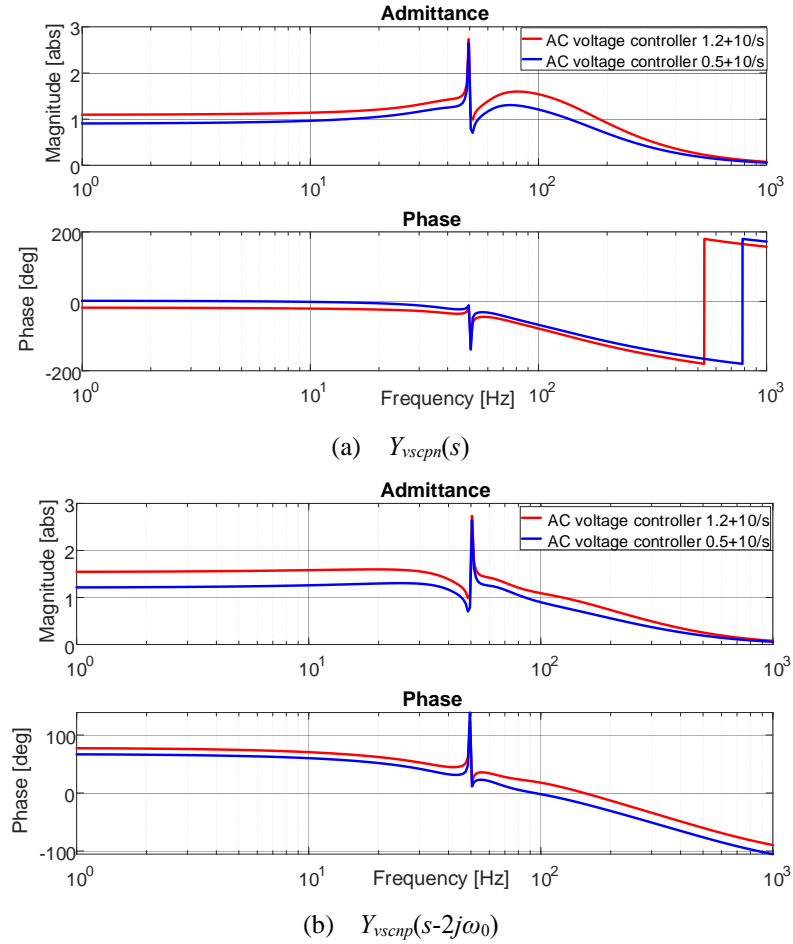 Admittance
Magnitude [abs]
3
2
1
0
AC voltage controller 1.2+10/s
AC voltage controller 0.5+10/s
10^0
10^1
10^2
10^3
Phase
Phase [deg]
200
0
-200
10^0
10^1
10^2
10^3
Frequency [Hz]
(a) Y_vscpn(s)
Admittance
Magnitude [abs]
3
2
1
0
AC voltage controller 1.2+10/s
AC voltage controller 0.5+10/s
10^0
10^1
10^2
10^3
Phase
Phase [deg]
100
0
-100
10^0
10^1
10^2
10^3
Frequency [Hz]
(b) Y_vscnp(s-2jω_0)